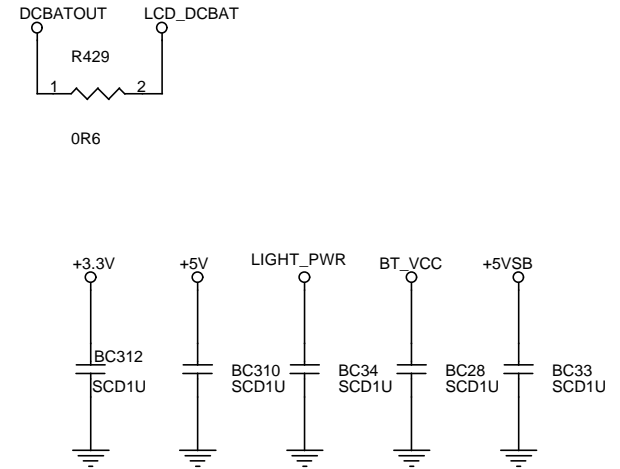 DCBATOUT LCD_DCBAT
R429
1 2
0R6
+3.3V +5V LIGHT_PWR BT_VCC +5VSB
BC312 BC310 BC34 BC28 BC33
SCD1U SCD1U SCD1U SCD1U SCD1U